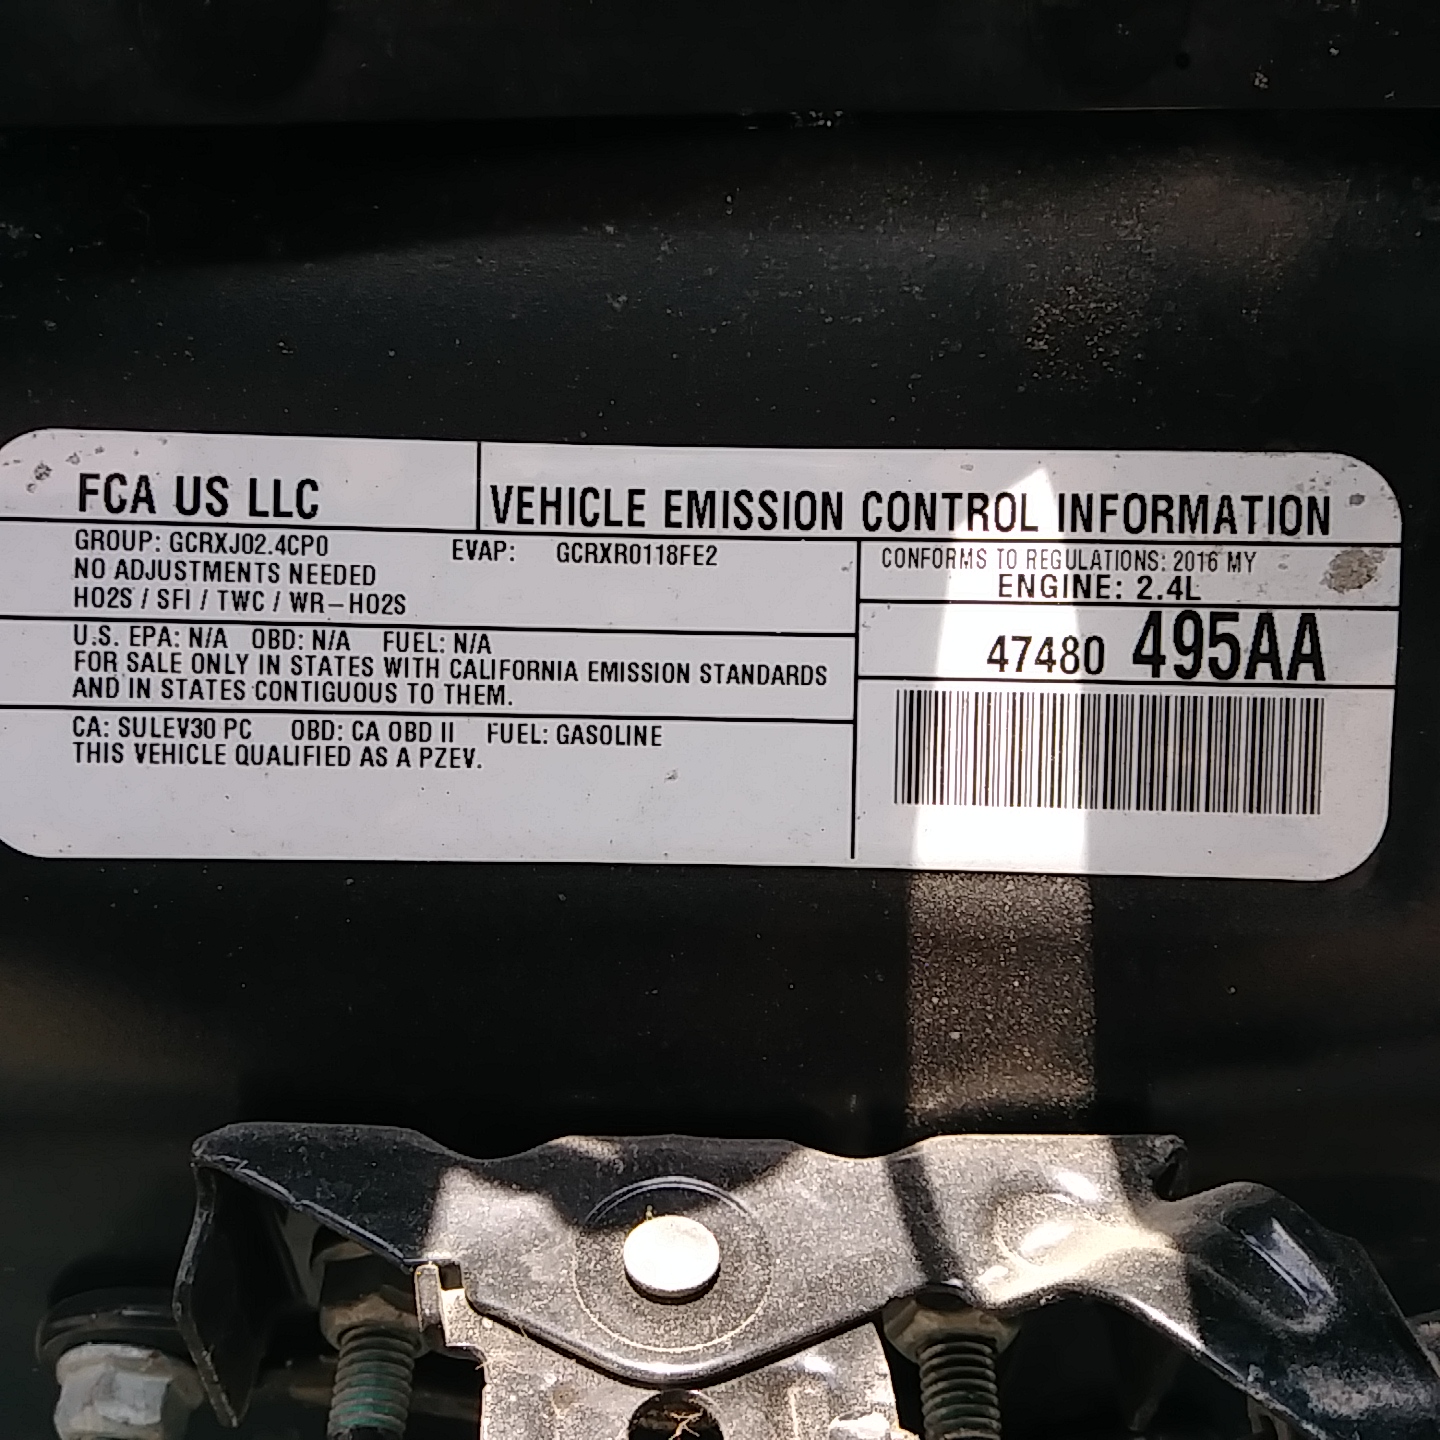 FCA US LLC
VEHICLE EMISSION CONTROL INFORMATION
GROUP: GCRXJ02.4CP0 EVAP: GCRXR0118FE2
NO ADJUSTMENTS NEEDED
HO2S / SFI / TWC / WR-HO2S
U.S. EPA: N/A OBD: N/A FUEL: N/A
FOR SALE ONLY IN STATES WITH CALIFORNIA EMISSION STANDARDS
AND IN STATES CONTIGUOUS TO THEM.
CA: SULEV30 PC OBD: CA OBD II FUEL: GASOLINE
THIS VEHICLE QUALIFIED AS A PZEV.
CONFORMS TO REGULATIONS: 2016 MY
ENGINE: 2.4L
47480 495AA